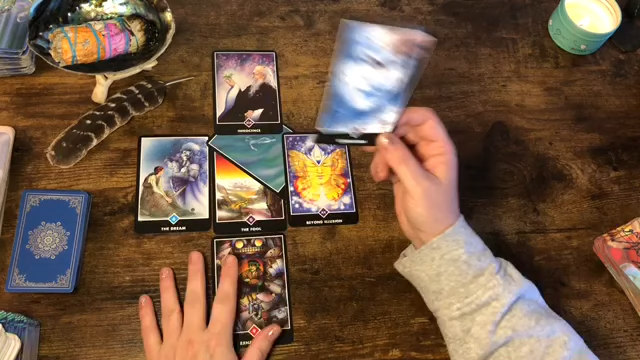 INNOCENCE
THE DREAM
THE FOOL
BEYOND ILLUSION